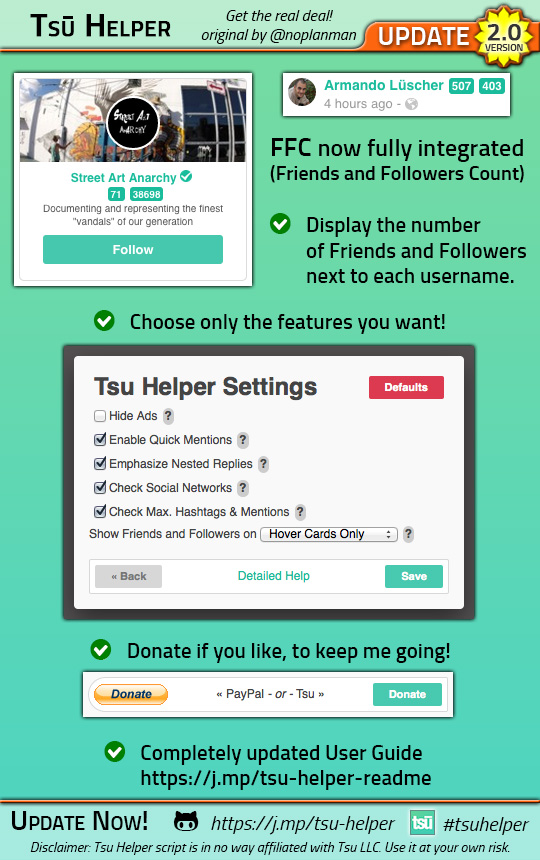 Tsū Helper
Get the real deal!
original by @noplanman
UPDATE
2.0
VERSION
STREET ART
ANARCHY
Street Art Anarchy
71 38698
Documenting and representing the finest
"vandals" of our generation
Follow
Armando Lüscher 507 403
4 hours ago -
FFC now fully integrated
(Friends and Followers Count)
Display the number
of Friends and Followers
next to each username.
Choose only the features you want!
Tsu Helper Settings
Defaults
Hide Ads ?
Enable Quick Mentions ?
Emphasize Nested Replies ?
Check Social Networks ?
Check Max. Hashtags & Mentions ?
Show Friends and Followers on Hover Cards Only ?
« Back Detailed Help Save
Donate if you like, to keep me going!
Donate « PayPal - or - Tsu » Donate
Completely updated User Guide
https://j.mp/tsu-helper-readme
Update Now! https://j.mp/tsu-helper tsū #tsuhelper
Disclaimer: Tsu Helper script is in no way affiliated with Tsu LLC. Use it at your own risk.